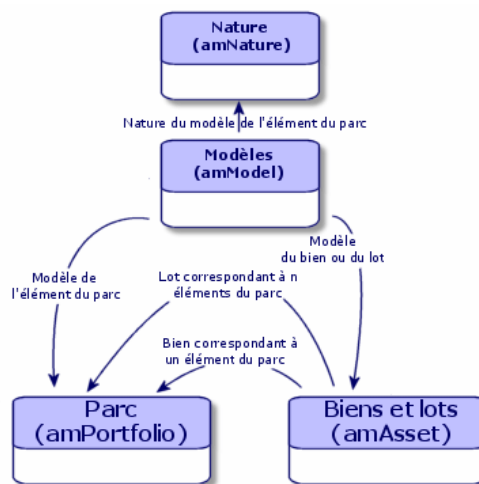 Nature
(amNature)
Nature du modèle de l'élément du parc
Modèles
(amModel)
Modèle
du bien ou du lot
Modèle de
l'élément du parc
Lot correspondant à n
éléments du parc
Bien correspondant à
un élément du parc
Parc
(amPortfolio)
Biens et lots
(amAsset)